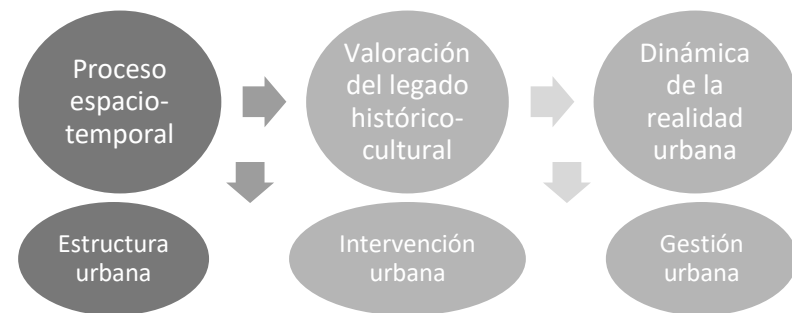 Proceso
espacio-
temporal
Valoración
del legado
histórico-
cultural
Dinámica
de la
realidad
urbana
Estructura
urbana
Intervención
urbana
Gestión
urbana